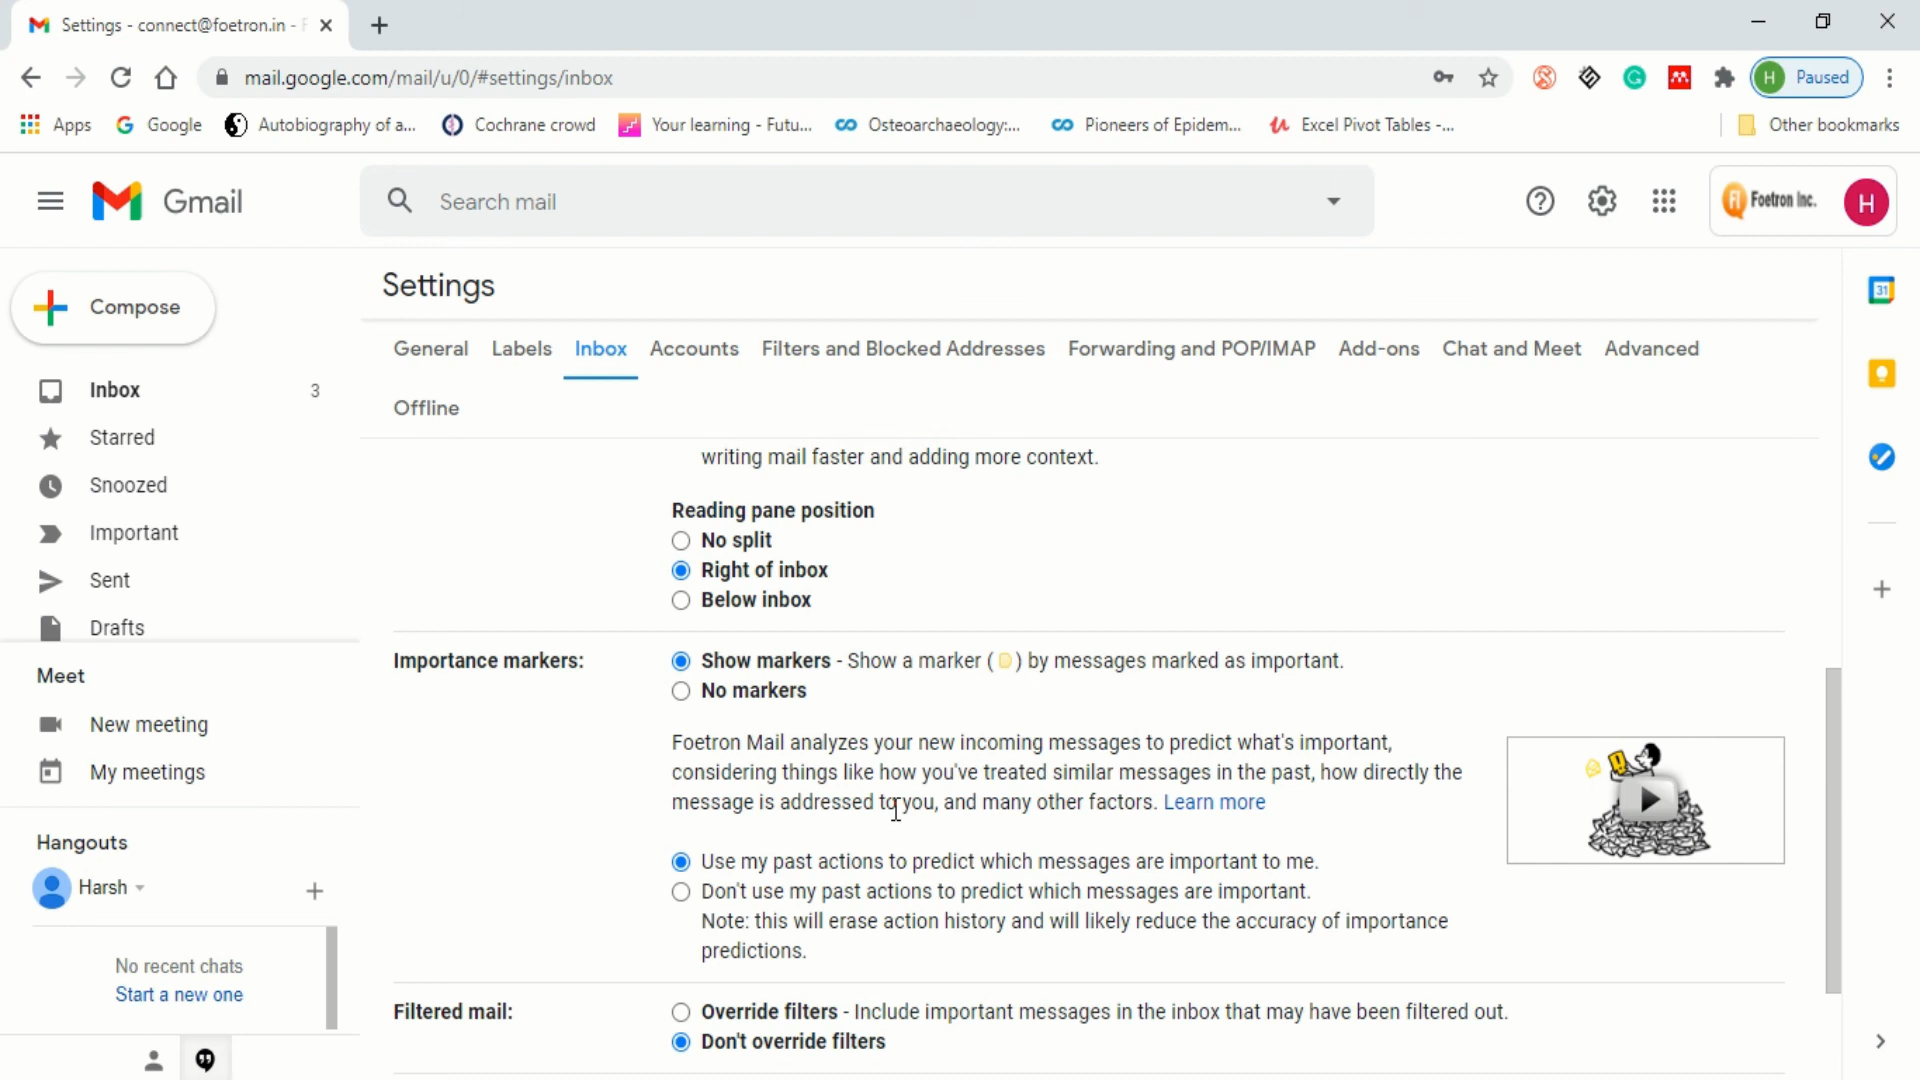 Settings - connect@foetron.in -
mail.google.com/mail/u/0/#settings/inbox
H Paused
Apps Google Autobiography of a... Cochrane crowd Your learning - Futu... Osteoarchaeology:... Pioneers of Epidem... Excel Pivot Tables -... Other bookmarks
Gmail Search mail Foetron Inc. H
Compose
Inbox 3
Starred
Snoozed
Important
Sent
Drafts
Meet
New meeting
My meetings
Hangouts
Harsh
No recent chats
Start a new one
Settings
General Labels Inbox Accounts Filters and Blocked Addresses Forwarding and POP/IMAP Add-ons Chat and Meet Advanced
Offline
writing mail faster and adding more context.
Reading pane position
No split
Right of inbox
Below inbox
Importance markers: Show markers - Show a marker ( ) by messages marked as important.
No markers
Foetron Mail analyzes your new incoming messages to predict what's important,
considering things like how you've treated similar messages in the past, how directly the
message is addressed to you, and many other factors. Learn more
Use my past actions to predict which messages are important to me.
Don't use my past actions to predict which messages are important.
Note: this will erase action history and will likely reduce the accuracy of importance
predictions.
Filtered mail: Override filters - Include important messages in the inbox that may have been filtered out.
Don't override filters
31